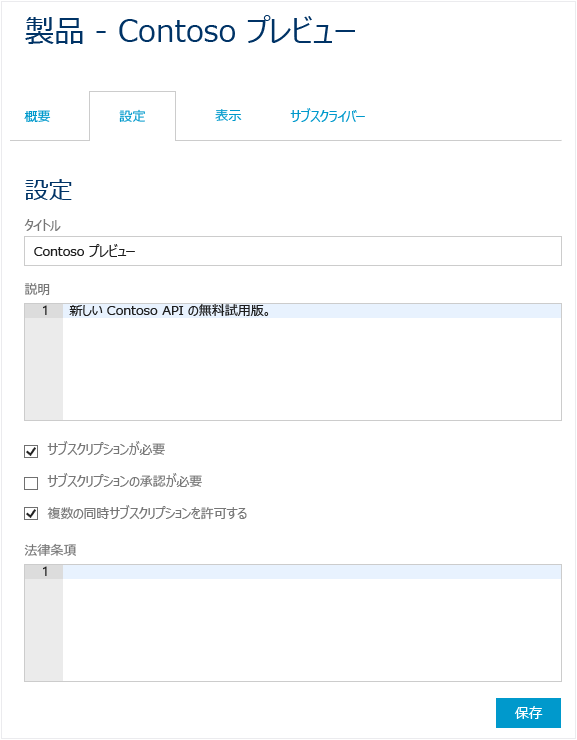 製品 - Contoso プレビュー
概要 設定 表示 サブスクライバー
設定
タイトル
Contoso プレビュー
説明
1 新しい Contoso API の無料試用版。
サブスクリプションが必要
サブスクリプションの承認が必要
複数の同時サブスクリプションを許可する
法律条項
1
保存